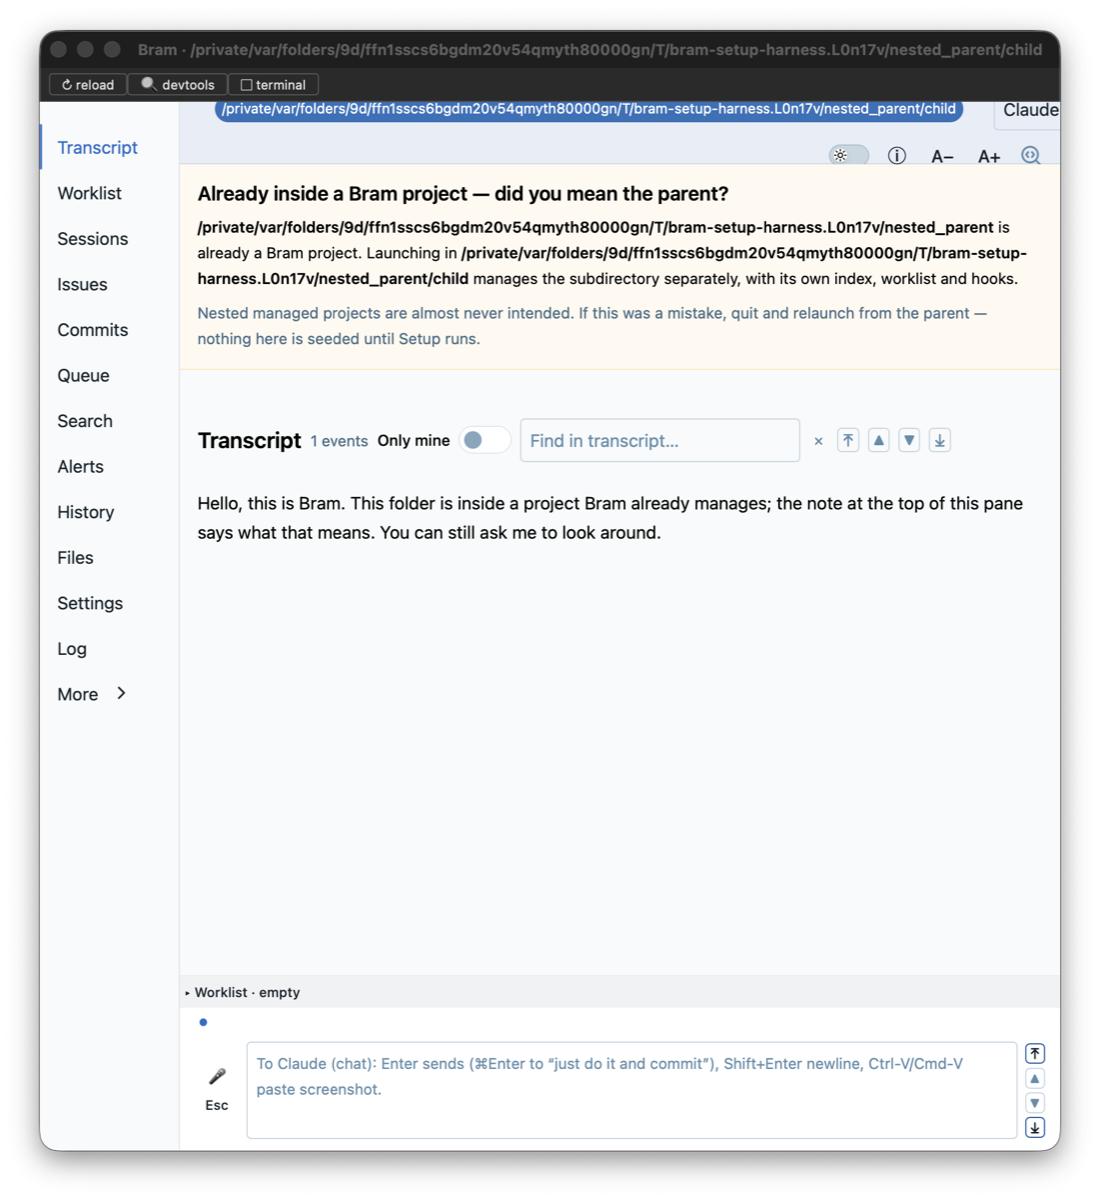 Bram · /private/var/folders/9d/ffn1sscs6bgdm20v54qmyth80000gn/T/bram-setup-harness.L0n17v/nested_parent/child
reload
devtools
terminal
/private/var/folders/9d/ffn1sscs6bgdm20v54qmyth80000gn/T/bram-setup-harness.L0n17v/nested_parent/child
Claude
A–
A+
Transcript
Worklist
Sessions
Issues
Commits
Queue
Search
Alerts
History
Files
Settings
Log
More
Already inside a Bram project — did you mean the parent?
/private/var/folders/9d/ffn1sscs6bgdm20v54qmyth80000gn/T/bram-setup-harness.L0n17v/nested_parent is
already a Bram project. Launching in /private/var/folders/9d/ffn1sscs6bgdm20v54qmyth80000gn/T/bram-setup-
harness.L0n17v/nested_parent/child manages the subdirectory separately, with its own index, worklist and hooks.
Nested managed projects are almost never intended. If this was a mistake, quit and relaunch from the parent —
nothing here is seeded until Setup runs.
Transcript 1 events Only mine Find in transcript... ×
Hello, this is Bram. This folder is inside a project Bram already manages; the note at the top of this pane
says what that means. You can still ask me to look around.
Worklist · empty
To Claude (chat): Enter sends (⌘Enter to “just do it and commit”), Shift+Enter newline, Ctrl-V/Cmd-V
paste screenshot.
Esc